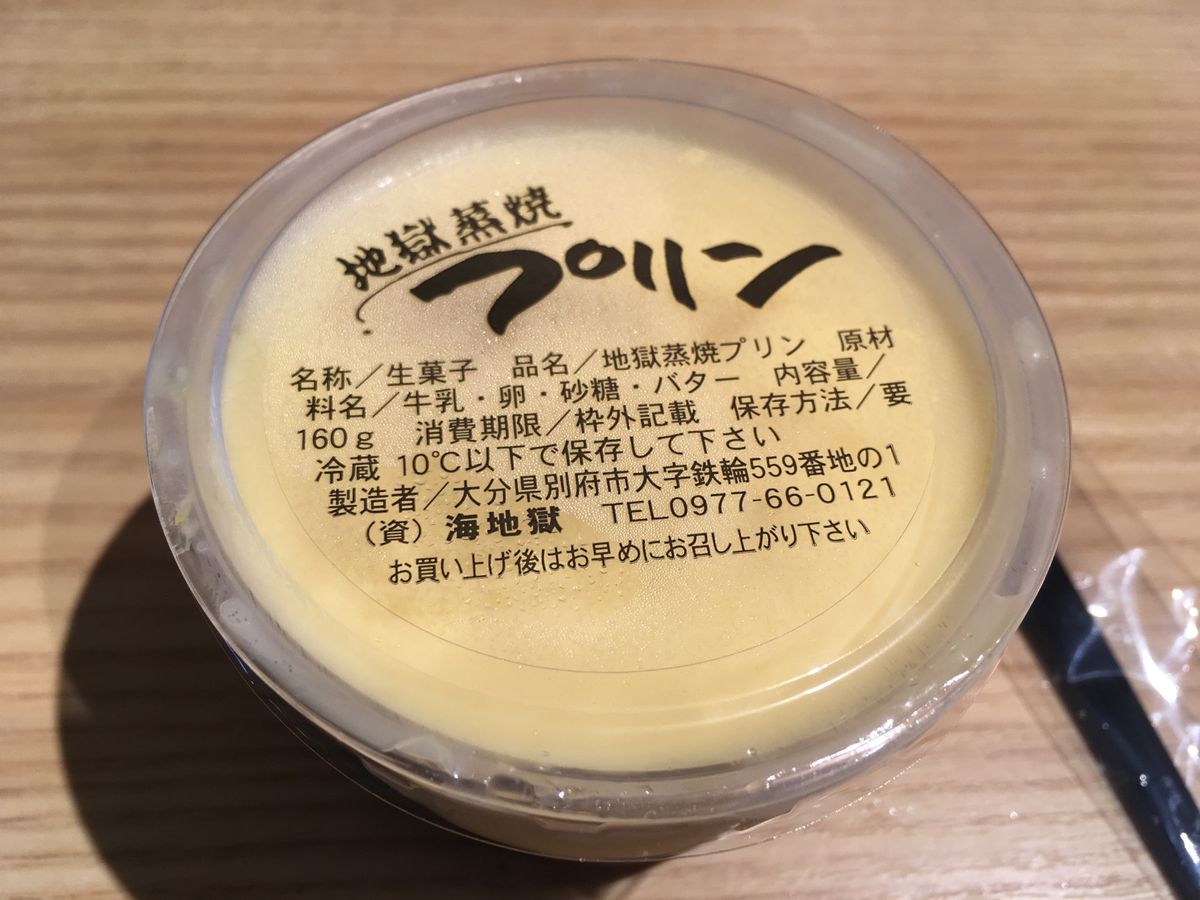 地獄蒸焼
プリン
名称／生菓子　品名／地獄蒸焼プリン　原材
料名／牛乳・卵・砂糖・バター　内容量／
160g　消費期限／枠外記載　保存方法／要
冷蔵 10℃以下で保存して下さい
製造者／大分県別府市大字鉄輪559番地の1
（資）海地獄　TEL0977-66-0121
お買い上げ後はお早めにお召し上がり下さい